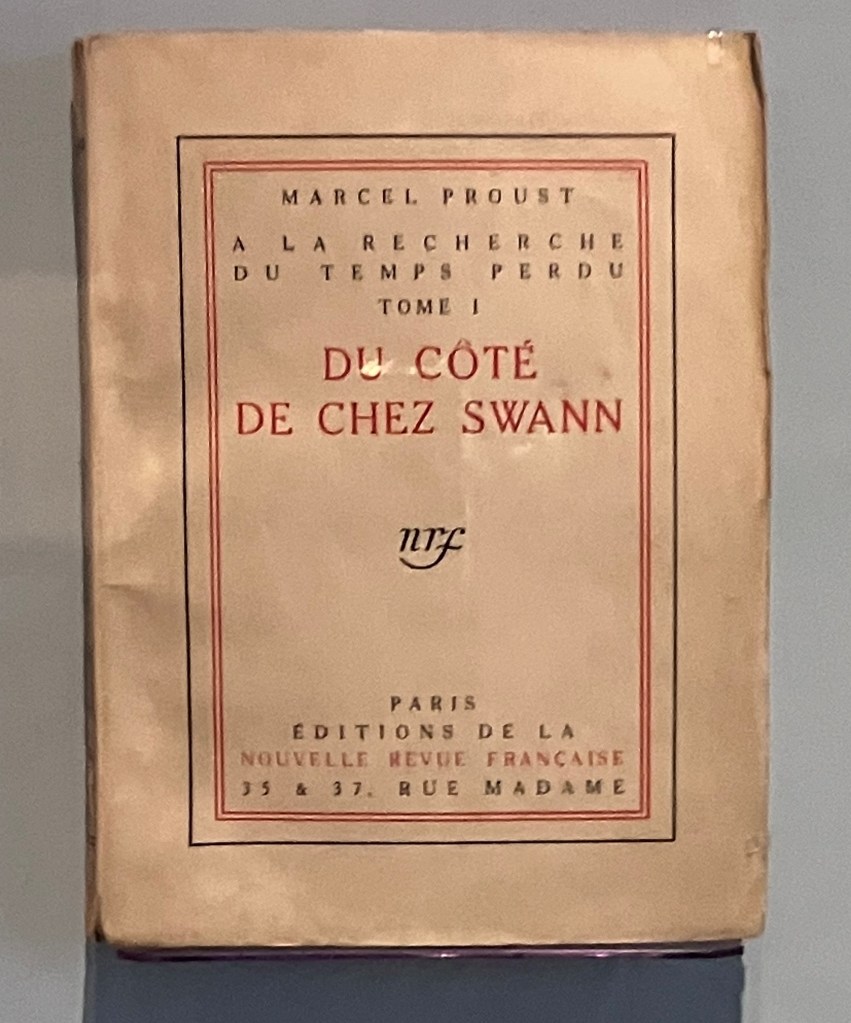 MARCEL PROUST
A LA RECHERCHE
DU TEMPS PERDU
TOME I
DU CÔTÉ
DE CHEZ SWANN
nrf
PARIS
ÉDITIONS DE LA
NOUVELLE REVUE FRANÇAISE
35 & 37, RUE MADAME